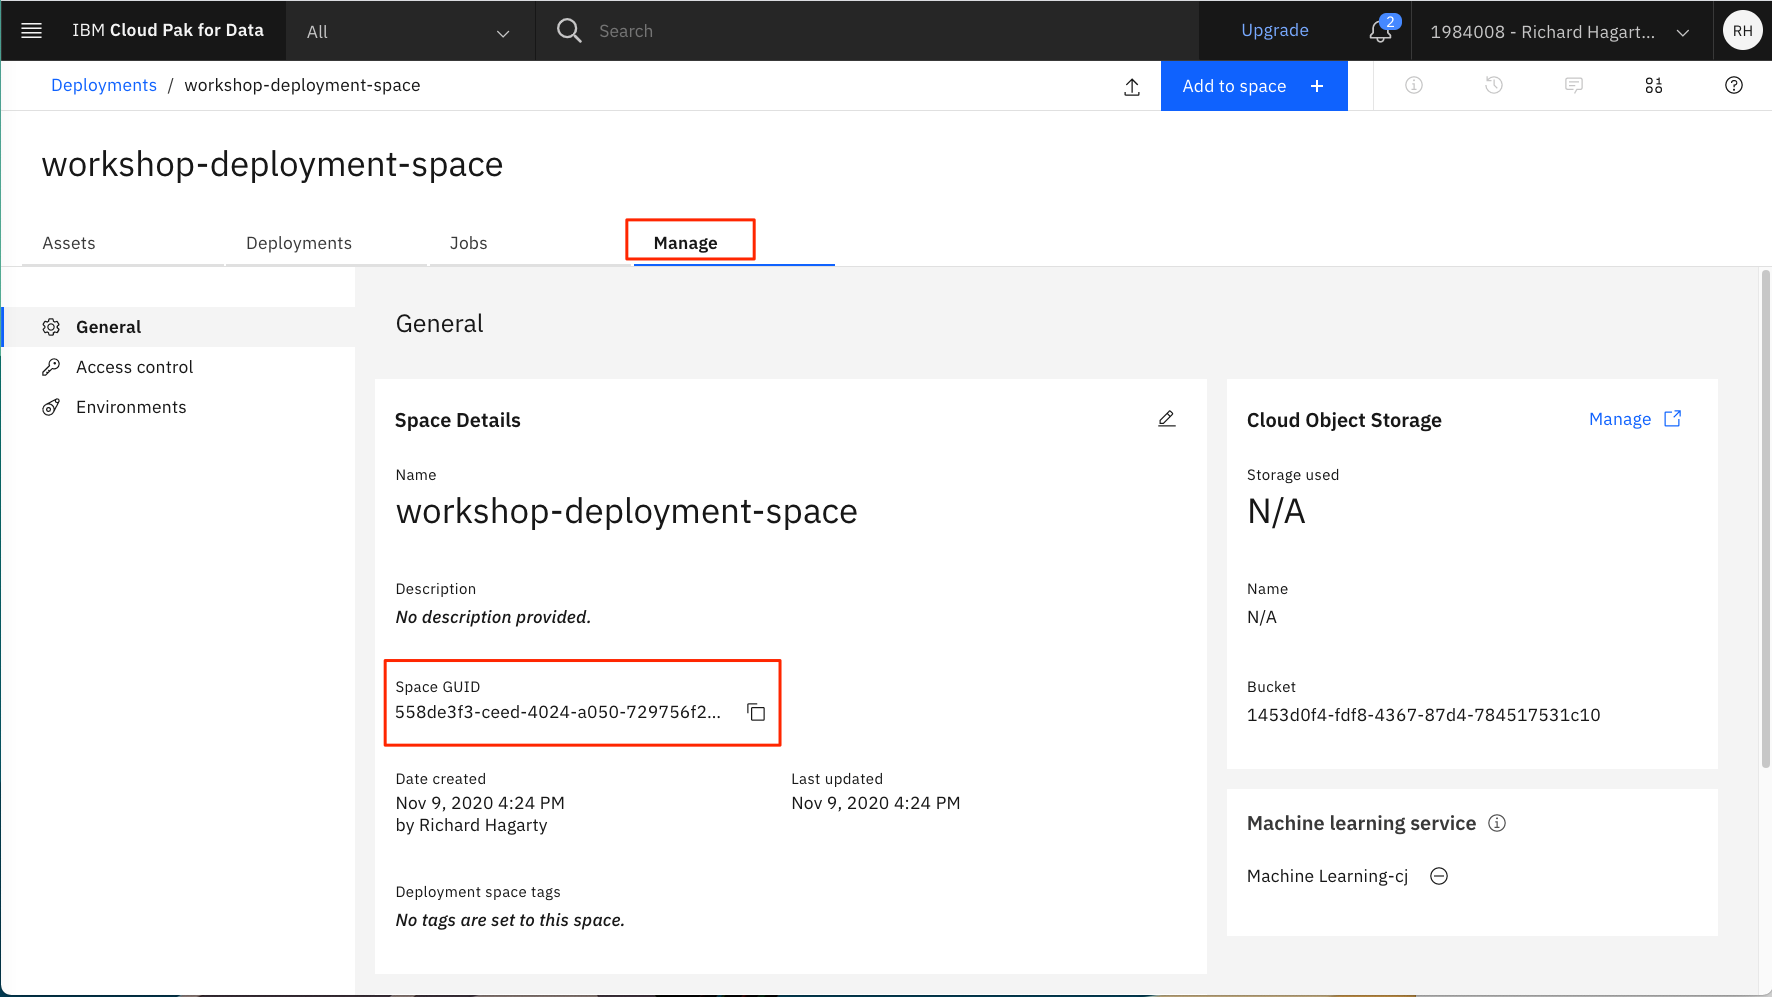 IBM Cloud Pak for Data
All
Search
Upgrade
2
1984008 - Richard Hagart...
RH
Deployments / workshop-deployment-space
Add to space +
workshop-deployment-space
Assets
Deployments
Jobs
Manage
General
Access control
Environments
General
Space Details
Name
workshop-deployment-space
Description
No description provided.
Space GUID
558de3f3-ceed-4024-a050-729756f2...
Date created
Nov 9, 2020 4:24 PM
by Richard Hagarty
Last updated
Nov 9, 2020 4:24 PM
Deployment space tags
No tags are set to this space.
Cloud Object Storage
Manage
Storage used
N/A
Name
N/A
Bucket
1453d0f4-fdf8-4367-87d4-784517531c10
Machine learning service
Machine Learning-cj